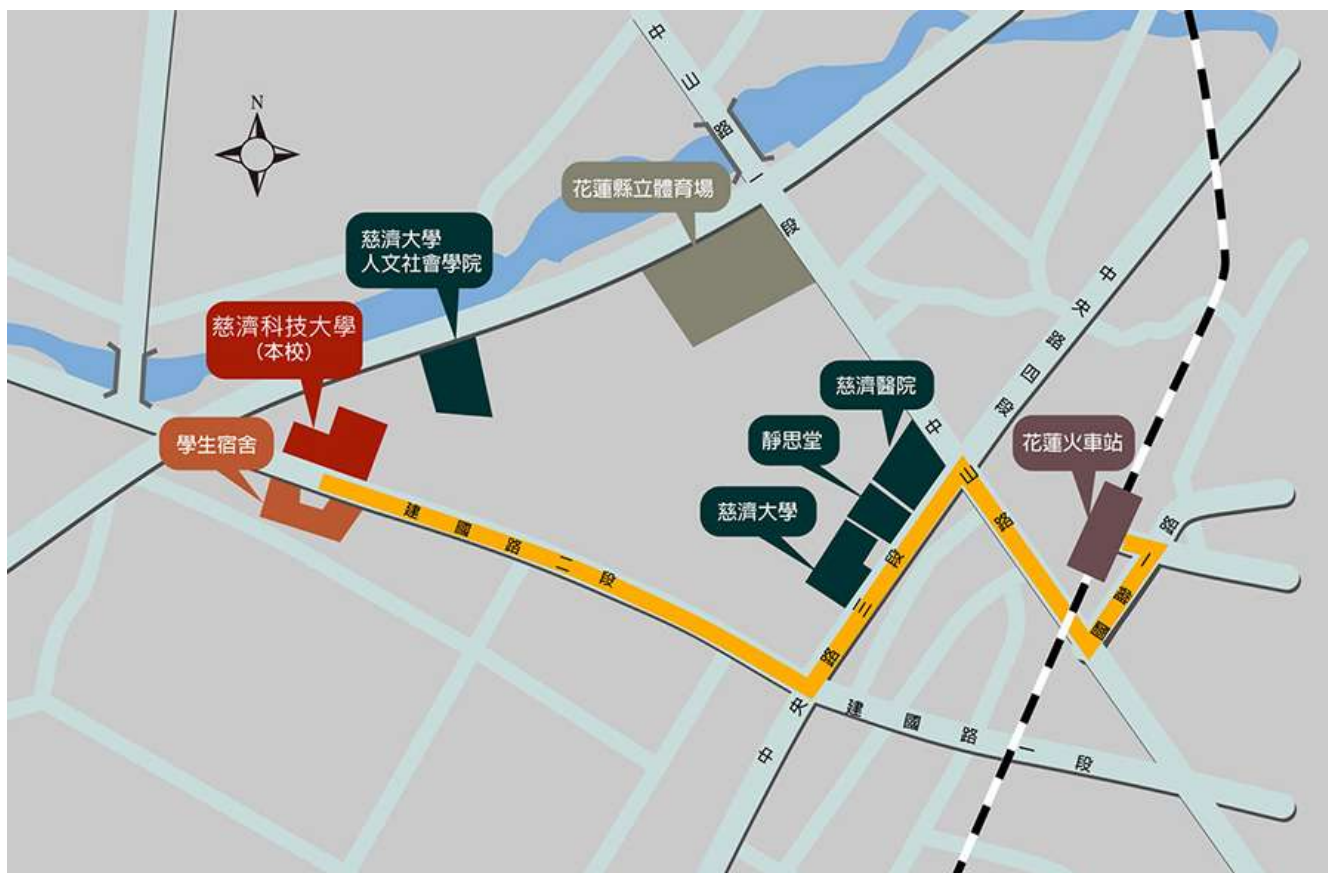 N
中山路一段
花蓮縣立體育場
慈濟大學
人文社會學院
慈濟科技大學
(本校)
學生宿舍
中央路四段
慈濟醫院
靜思堂
慈濟大學
花蓮火車站
中山路
國聯一路
建國路二段
中央路三段
建國路一段